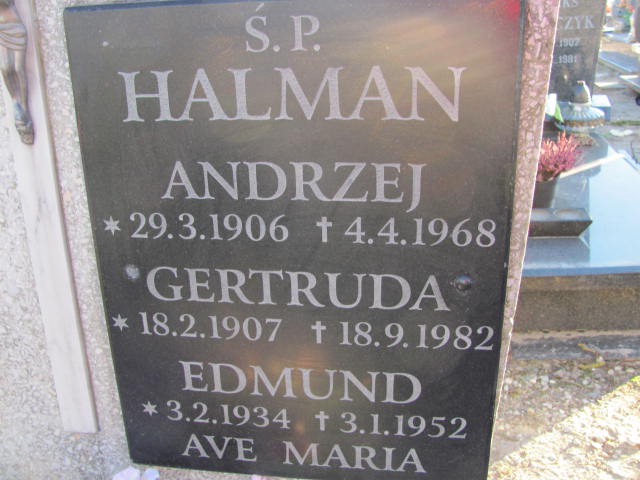 Ś.P.
HALMAN
ANDRZEJ
* 29.3.1906 † 4.4.1968
GERTRUDA
* 18.2.1907 † 18.9.1982
EDMUND
* 3.2.1934 † 3.1.1952
AVE MARIA